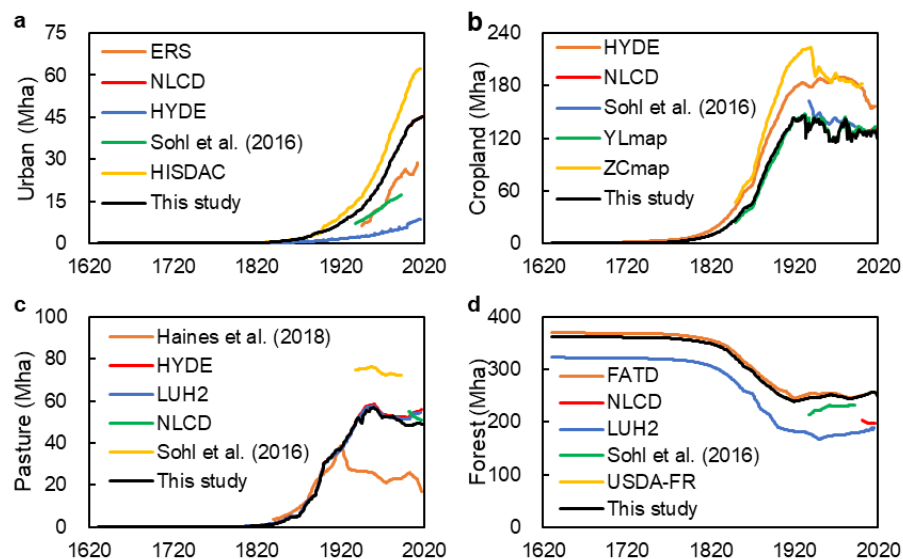 a
Urban (Mha)
75
60
45
30
15
0
ERS
NLCD
HYDE
Sohl et al. (2016)
HISDAC
This study
1620 1720 1820 1920 2020
b
Cropland (Mha)
240
180
120
60
0
HYDE
NLCD
Sohl et al. (2016)
YLmap
ZCmap
This study
1620 1720 1820 1920 2020
c
Pasture (Mha)
100
80
60
40
20
0
Haines et al. (2018)
HYDE
LUH2
NLCD
Sohl et al. (2016)
This study
1620 1720 1820 1920 2020
d
Forest (Mha)
400
300
200
100
0
FATD
NLCD
LUH2
Sohl et al. (2016)
USDA-FR
This study
1620 1720 1820 1920 2020